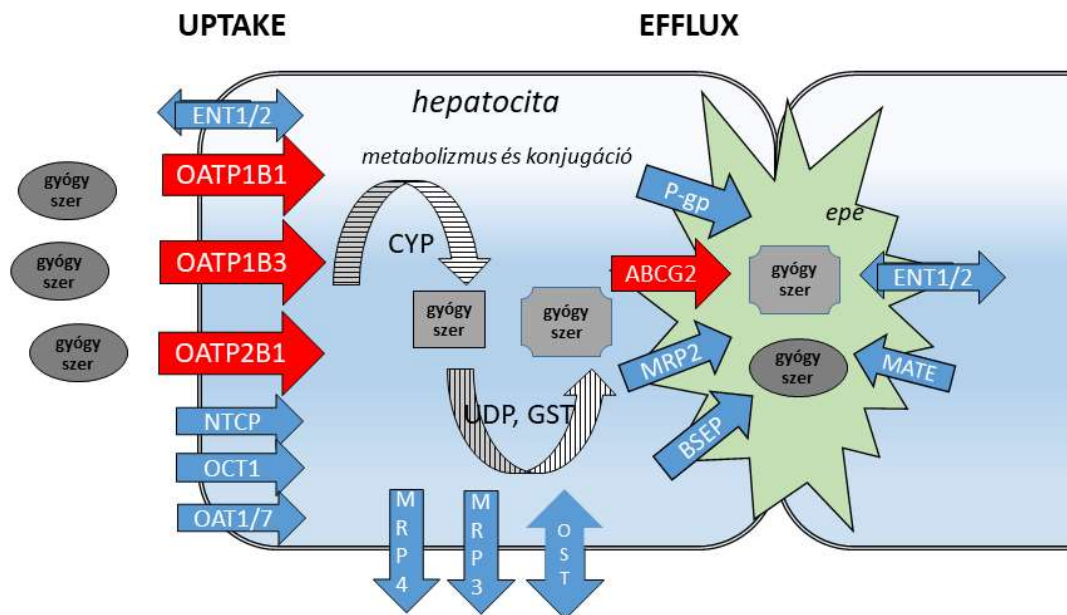 UPTAKE
EFFLUX
hepatocita
metabolizmus és konjugáció
ENT1/2
OATP1B1
OATP1B3
OATP2B1
NTCP
OCT1
OAT1/7
gyógy
szer
gyógy
szer
gyógy
szer
CYP
gyógy
szer
gyógy
szer
UDP, GST
MRP4
MRP3
OST
P-gp
ABCG2
MRP2
BSEP
epe
gyógy
szer
gyógy
szer
ENT1/2
MATE